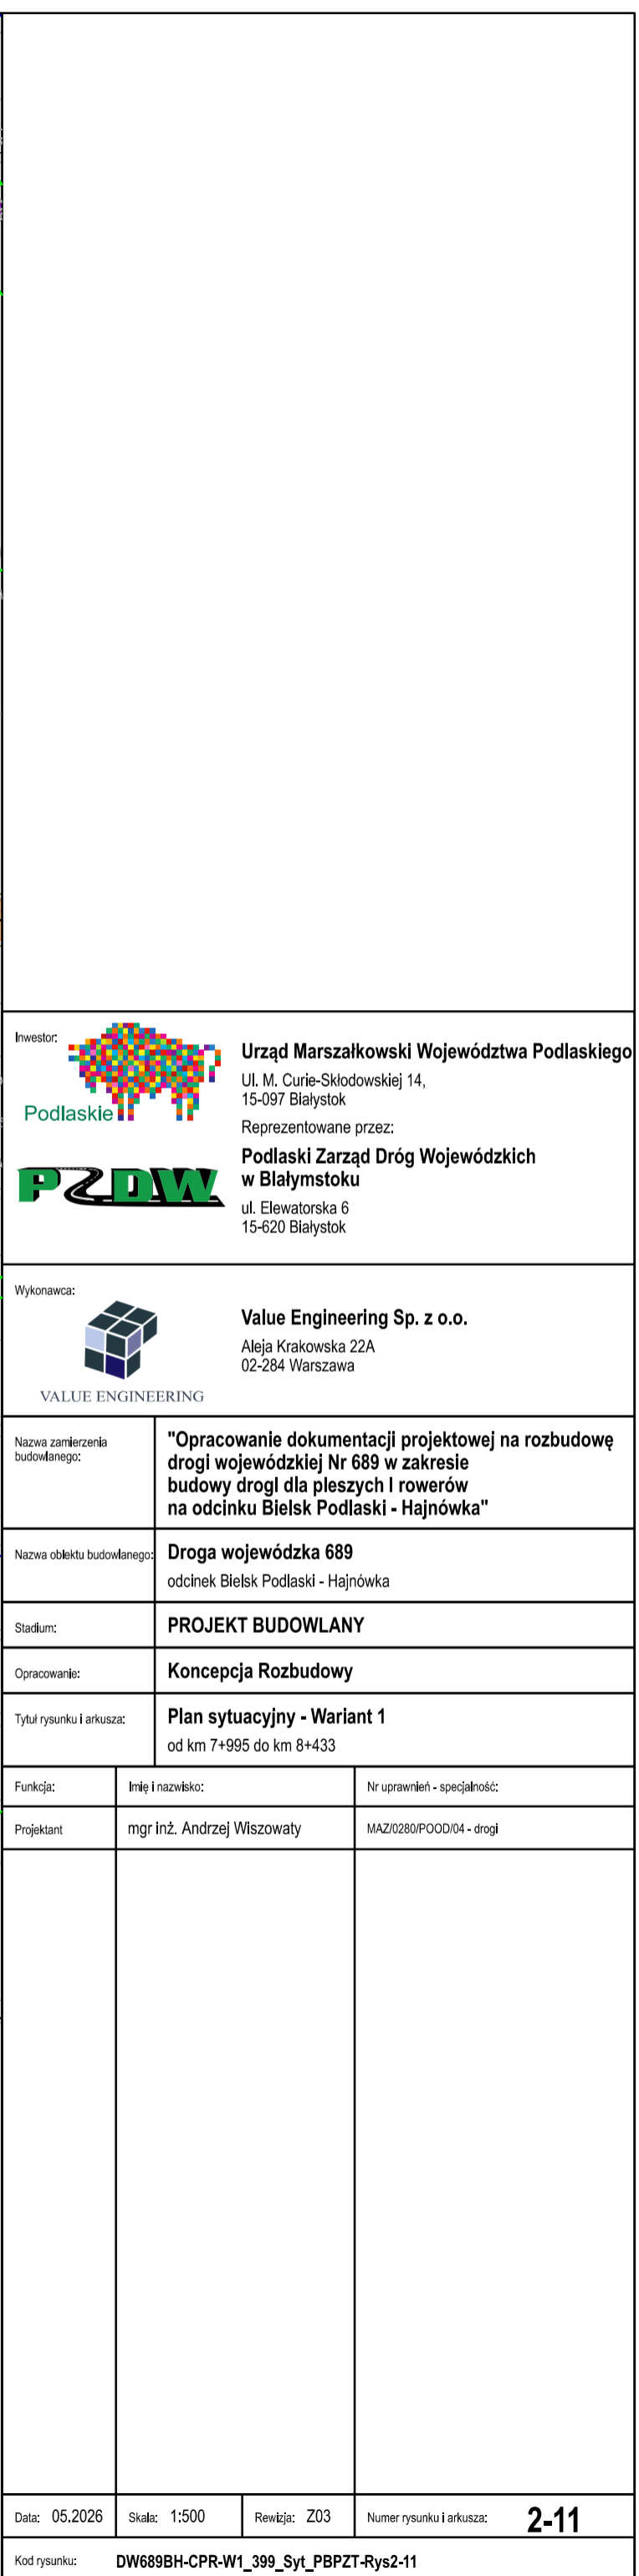 Inwestor:
Podlaskie
PZDW
Urząd Marszałkowski Województwa Podlaskiego
Ul. M. Curie-Skłodowskiej 14,
15-097 Białystok
Reprezentowane przez:
Podlaski Zarząd Dróg Wojewódzkich
w Białymstoku
ul. Elewatorska 6
15-620 Białystok
Wykonawca:
VALUE ENGINEERING
Value Engineering Sp. z o.o.
Aleja Krakowska 22A
02-284 Warszawa
Nazwa zamierzenia
budowlanego:
"Opracowanie dokumentacji projektowej na rozbudowę
drogi wojewódzkiej Nr 689 w zakresie
budowy drogI dla pIeszych I rowerów
na odcinku Bielsk Podlaski - Hajnówka"
Nazwa obiektu budowlanego:
Droga wojewódzka 689
odcinek Bielsk Podlaski - Hajnówka
Stadium:
PROJEKT BUDOWLANY
Opracowanie:
Koncepcja Rozbudowy
Tytuł rysunku i arkusza:
Plan sytuacyjny - Wariant 1
od km 7+995 do km 8+433
Funkcja: Imię i nazwisko: Nr uprawnień - specjalność:
Projektant mgr inż. Andrzej Wiszowaty MAZ/0280/POOD/04 - drogi
Data: 05.2026 Skala: 1:500 Rewizja: Z03 Numer rysunku i arkusza: 2-11
Kod rysunku: DW689BH-CPR-W1_399_Syt_PBPZT-Rys2-11